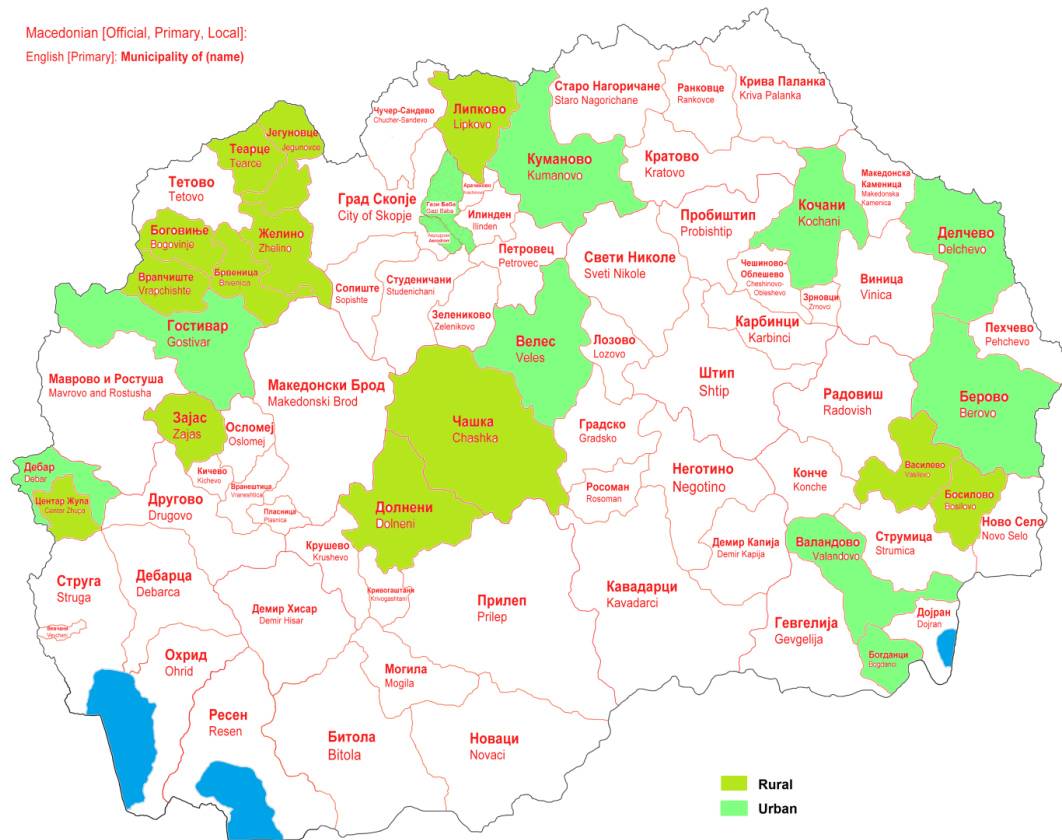 Macedonian [Official, Primary, Local]:
English [Primary]: Municipality of (name)
Чучер-Сандево
Chucher-Sandevo
Липково
Lipkovo
Старо Нагоричане
Staro Nagorichane
Ранковце
Rankovce
Крива Паланка
Kriva Palanka
Јегуновце
Jegunovce
Теарце
Tearce
Тетово
Tetovo
Куманово
Kumanovo
Кратово
Kratovo
Македонска
Каменица
Makedonska
Kamenica
Град Скопје
City of Skopje
Гази Баба
Gazi Baba
Арачиново
Илинден
Ilinden
Aerodrom
Петровец
Petrovec
Пробиштип
Probishtip
Кочани
Kochani
Делчево
Delchevo
Боговиње
Bogovinje
Желино
Zhelino
Врапчиште
Vrapchishte
Брвеница
Brvenica
Сопиште
Sopishte
Студеничани
Studenichani
Свети Николе
Sveti Nikole
Чешиново-
Облешево
Cheshinovo-
Obleshevo
Зрновци
Zrnovci
Виница
Vinica
Гостивар
Gostivar
Зелениково
Zelenikovo
Велес
Veles
Лозово
Lozovo
Карбинци
Karbinci
Пехчево
Pehchevo
Маврово и Ростуша
Mavrovo and Rostusha
Македонски Брод
Makedonski Brod
Штип
Shtip
Радовиш
Radovish
Берово
Berovo
Зајас
Zajas
Осломеј
Oslomej
Чашка
Chashka
Градско
Gradsko
Дебар
Debar
Центар Жупа
Centar Zhupa
Другово
Drugovo
Кичево
Kichevo
Вранештица
Vraneshtica
Пласница
Plasnica
Долнени
Dolneni
Росоман
Rosoman
Неготино
Negotino
Конче
Konche
Василево
Vasilevo
Босилово
Bosilovo
Ново Село
Novo Selo
Крушево
Krushevo
Демир Капија
Demir Kapija
Валандово
Valandovo
Струмица
Strumica
Струга
Struga
Дебарца
Debarca
Демир Хисар
Demir Hisar
Кривогаштани
Krivogashtani
Прилеп
Prilep
Кавадарци
Kavadarci
Гевгелија
Gevgelija
Дојран
Dojran
Вевчани
Vevchani
Охрид
Ohrid
Могила
Mogila
Богданци
Bogdanci
Ресен
Resen
Битола
Bitola
Новаци
Novaci
Rural
Urban